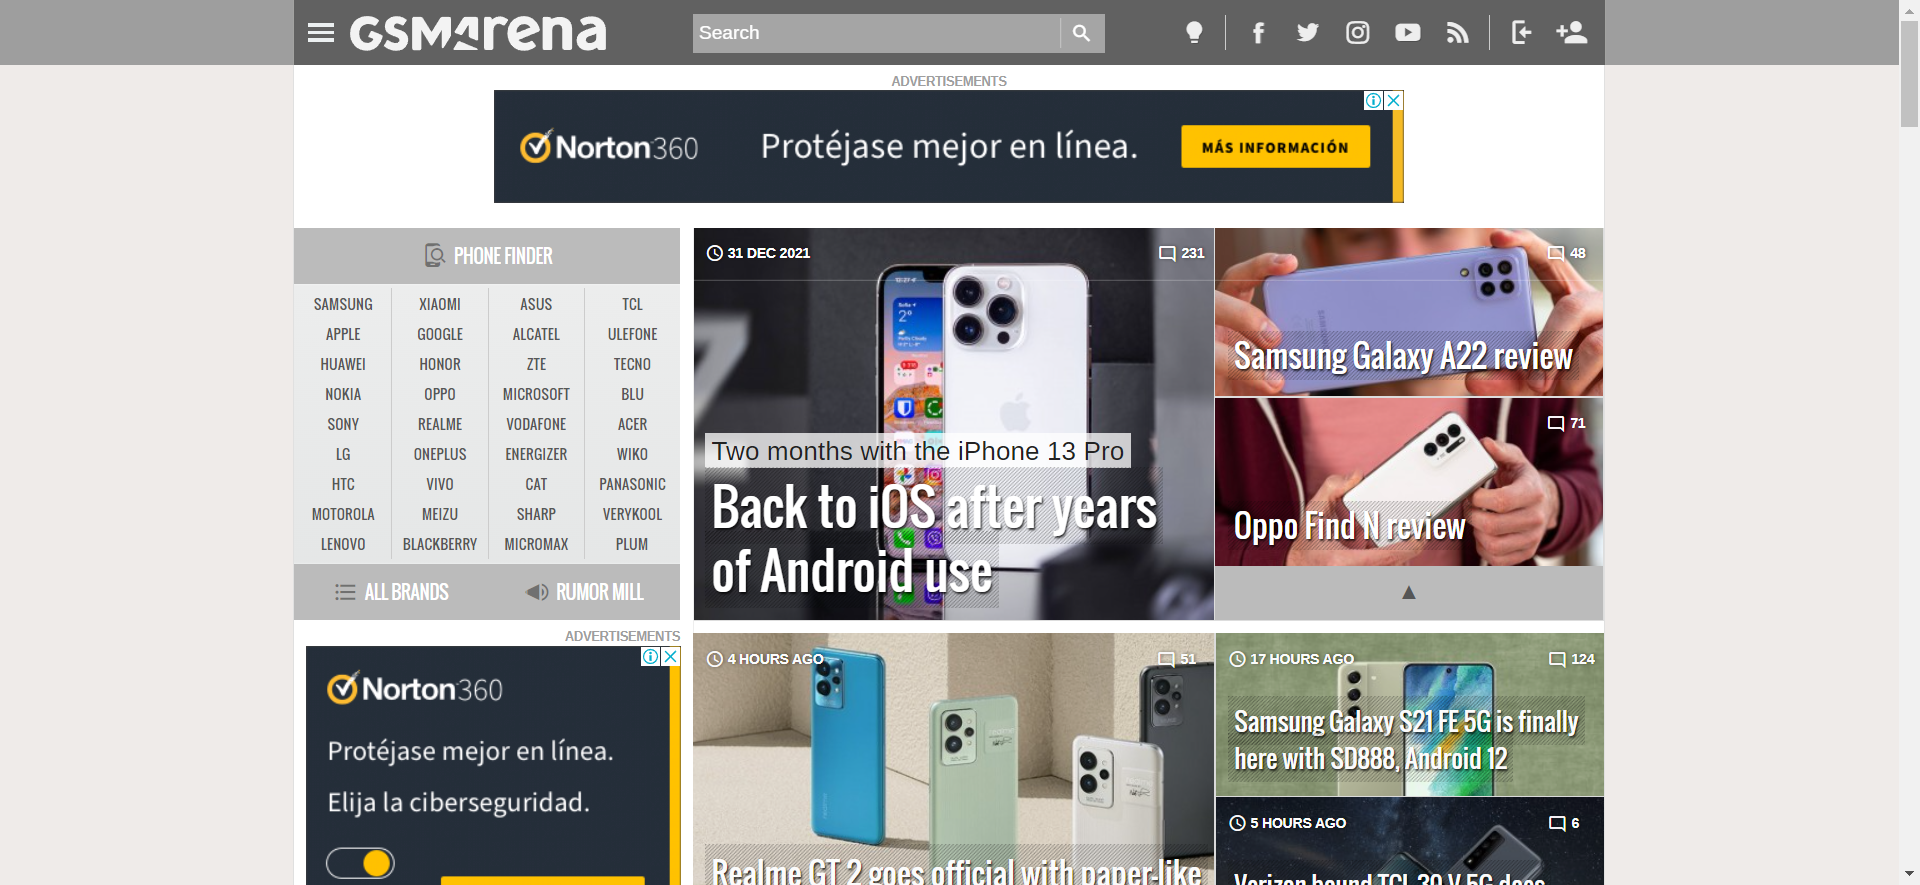 GSMArena
Search
ADVERTISEMENTS
Norton 360
Protéjase mejor en línea.
MÁS INFORMACIÓN
PHONE FINDER
SAMSUNG XIAOMI ASUS TCL
APPLE GOOGLE ALCATEL ULEFONE
HUAWEI HONOR ZTE TECNO
NOKIA OPPO MICROSOFT BLU
SONY REALME VODAFONE ACER
LG ONEPLUS ENERGIZER WIKO
HTC VIVO CAT PANASONIC
MOTOROLA MEIZU SHARP VERYKOOL
LENOVO BLACKBERRY MICROMAX PLUM
ALL BRANDS RUMOR MILL
31 DEC 2021 231
Two months with the iPhone 13 Pro
Back to iOS after years
of Android use
48
Samsung Galaxy A22 review
71
Oppo Find N review
ADVERTISEMENTS
Norton 360
Protéjase mejor en línea.
Elija la ciberseguridad.
4 HOURS AGO 51
Realme GT 2 goes official with paper-like
17 HOURS AGO 124
Samsung Galaxy S21 FE 5G is finally
here with SD888, Android 12
5 HOURS AGO 6
Verizon-bound TCL 30 V 5G does